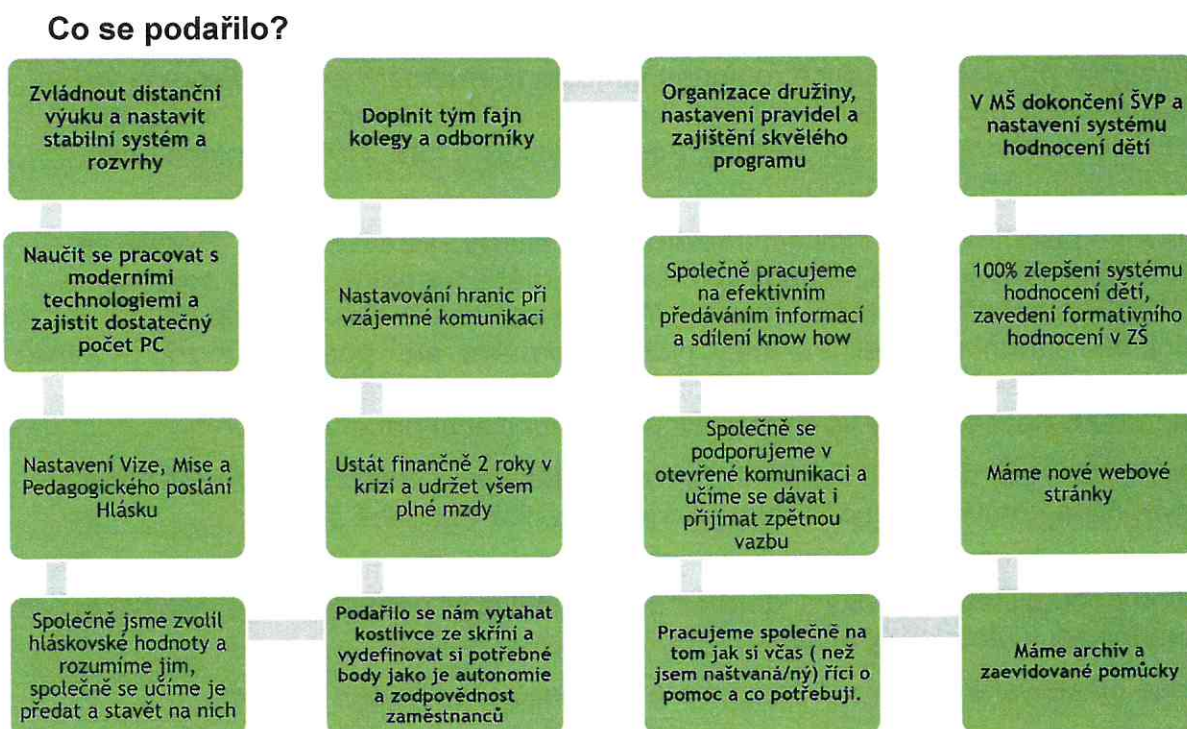 Co se podařilo?
Zvládnout distanční
výuku a nastavit
stabilní systém a
rozvrhy
Naučit se pracovat s
moderními
technologiemi a
zajistit dostatečný
počet PC
Nastavení Vize, Mise a
Pedagogického poslání
Hlásku
Společně jsme zvolil
hláskovské hodnoty a
rozumíme jim,
společně se učíme je
předat a stavět na nich
Podařilo se nám vytahat
kostlivce ze skříní a
vydefinovat si potřebné
body jako je autonomie
a zodpovědnost
zaměstnanců
Ustát finančně 2 roky v
krizí a udržet všem
plné mzdy
Nastavování hranic při
vzájemné komunikaci
Doplnit tým fajn
kolegy a odborníky
Organizace družiny,
nastavení pravidel a
zajištění skvělého
programu
Společně pracujeme
na efektivním
předáváním informací
a sdílení know how
Společně se
podporujeme v
otevřené komunikaci a
učíme se dávat i
přijímat zpětnou
vazbu
Pracujeme společně na
tom jak si včas ( než
jsem naštvaná/ný) říci o
pomoc a co potřebuji.
Máme archiv a
zaevidované pomůcky
Máme nové webové
stránky
100% zlepšení systému
hodnocení dětí,
zavedení formativního
hodnocení v ZŠ
V MŠ dokončení ŠVP a
nastavení systému
hodnocení dětí